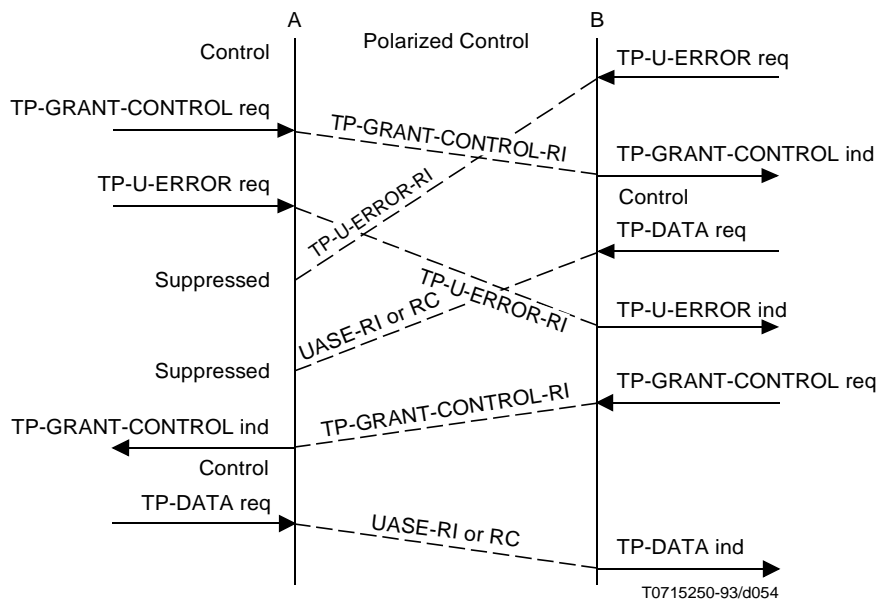 A
B
Control
Polarized Control
TP-U-ERROR req
TP-GRANT-CONTROL req
TP-GRANT-CONTROL-RI
TP-GRANT-CONTROL ind
TP-U-ERROR req
TP-U-ERROR-RI
Control
TP-DATA req
Suppressed
TP-U-ERROR-RI
TP-U-ERROR ind
UASE-RI or RC
Suppressed
TP-GRANT-CONTROL req
TP-GRANT-CONTROL-RI
TP-GRANT-CONTROL ind
Control
TP-DATA req
UASE-RI or RC
TP-DATA ind
T0715250-93/d054